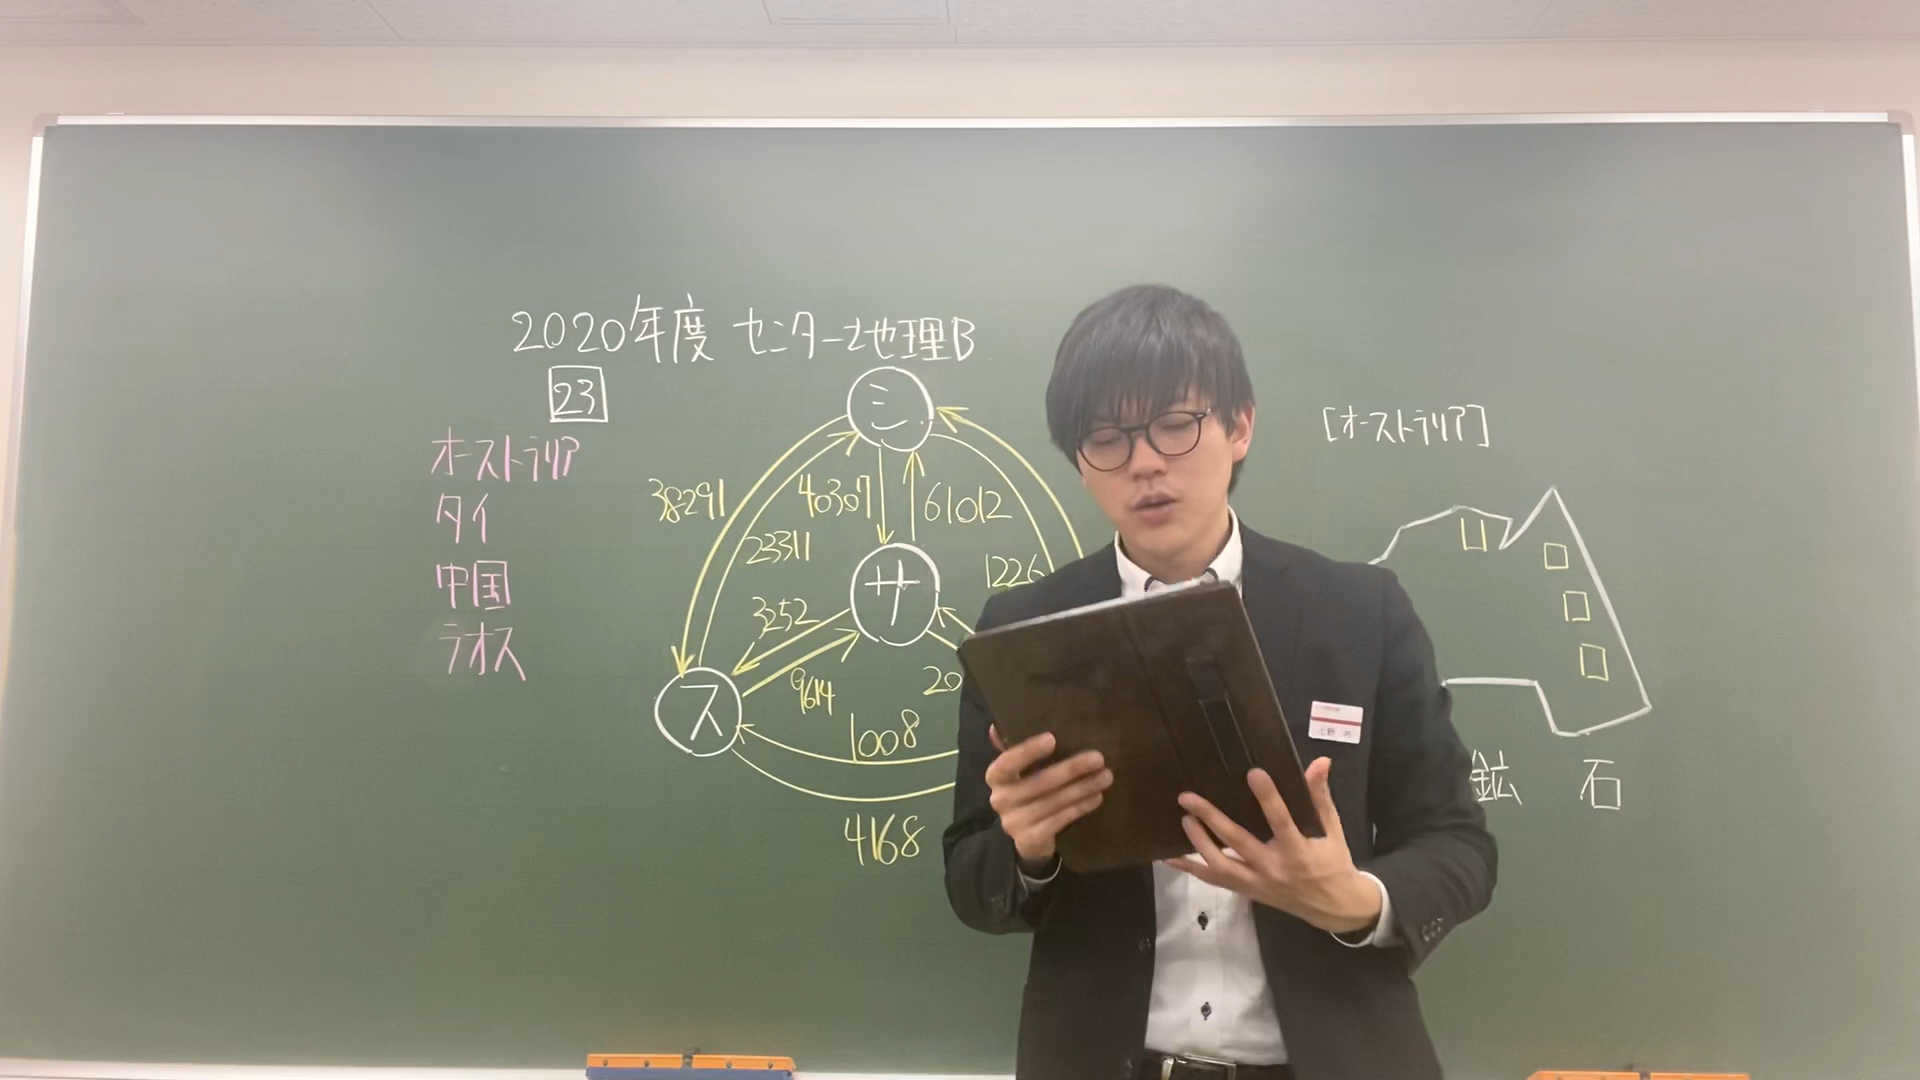 2020年度 センター地理B
23
オーストラリア
タイ
中国
ラオス
シ
38291
40307
61012
23311
サ
1226
3252
9614
20
ス
1008
4168
[オーストラリア]
鉱 石